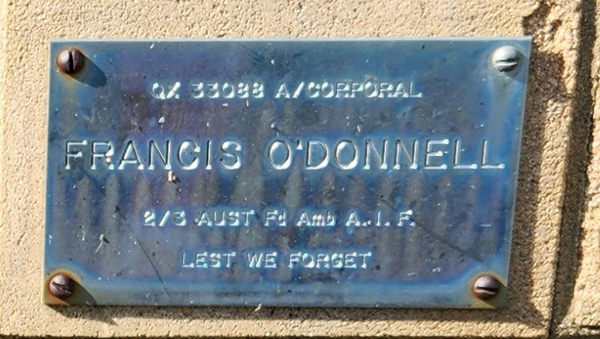 QX 33088 A/CORPORAL
FRANCIS O'DONNELL
2/3 AUST Fd Amb A.I.F.
LEST WE FORGET